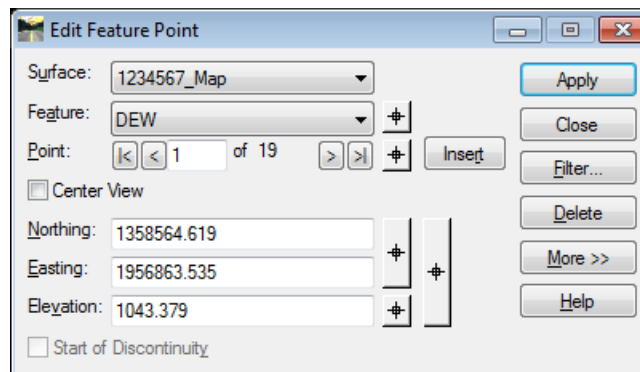 Edit Feature Point
Surface: 1234567_Map Apply
Feature: DEW Close
Point: |< < 1 of 19 > >| Insert Filter...
Center View
Delete
Northing: 1358564.619
Easting: 1956863.535 More >>
Elevation: 1043.379 Help
Start of Discontinuity